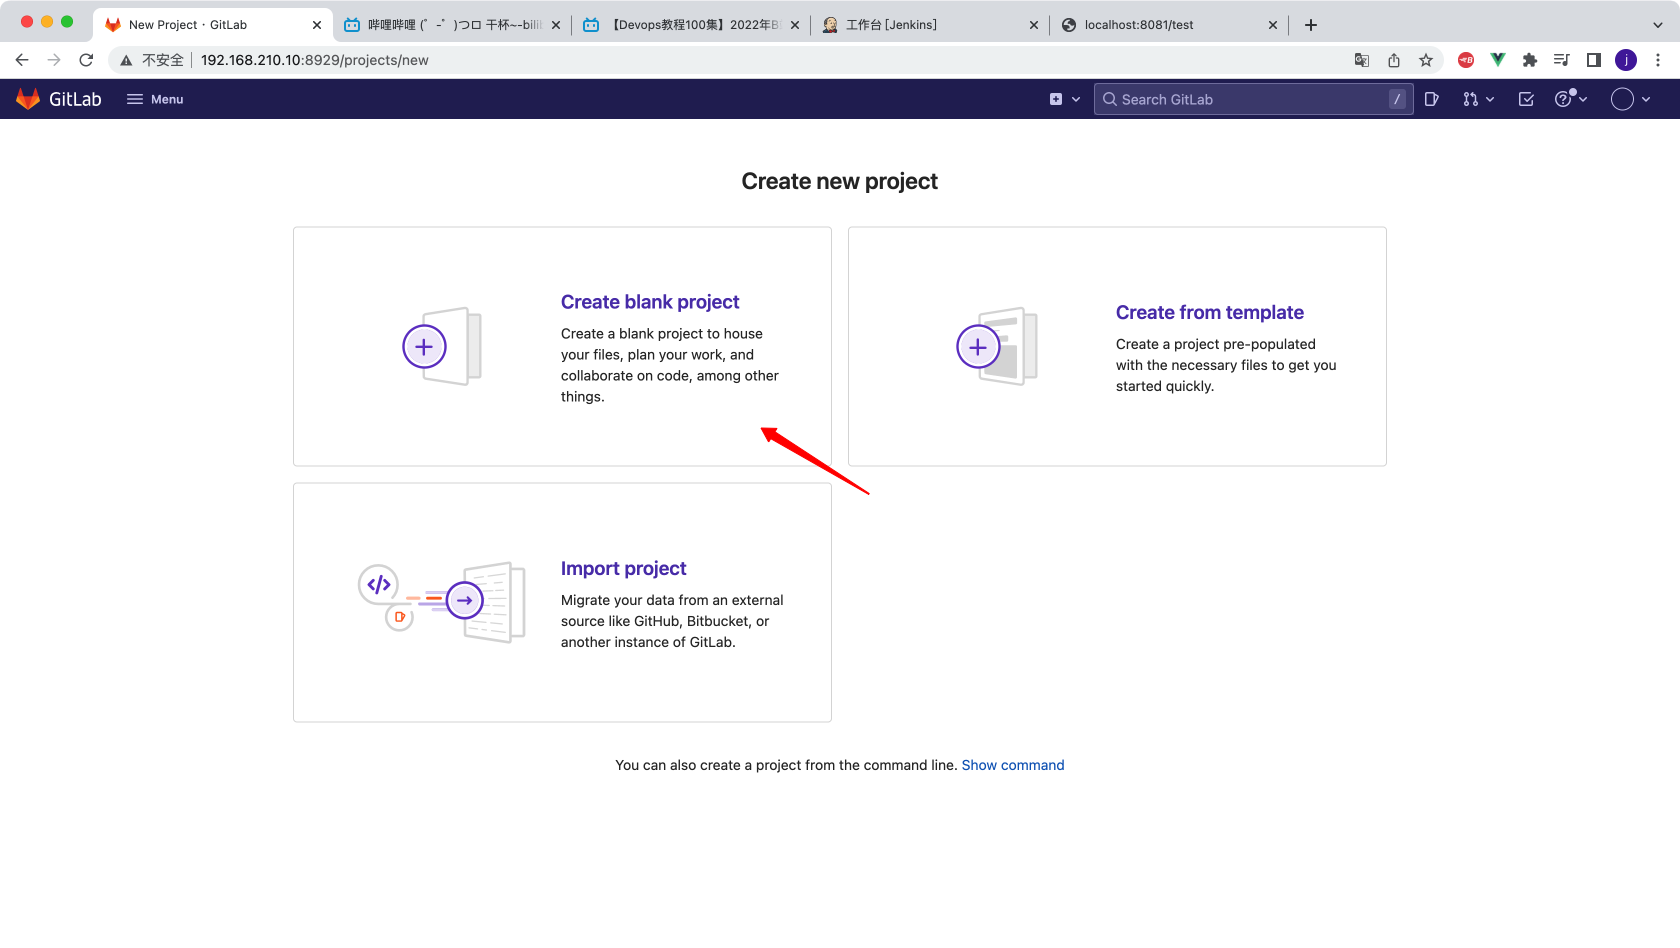 New Project · GitLab
哔哩哔哩 (゜-゜)つロ 干杯~-bili
【Devops教程100集】2022年B
工作台 [Jenkins]
localhost:8081/test
不安全
192.168.210.10:8929/projects/new
j
GitLab
Menu
Search GitLab
/
Create new project
Create blank project
Create a blank project to house
your files, plan your work, and
collaborate on code, among other
things.
Create from template
Create a project pre-populated
with the necessary files to get you
started quickly.
Import project
Migrate your data from an external
source like GitHub, Bitbucket, or
another instance of GitLab.
You can also create a project from the command line. Show command